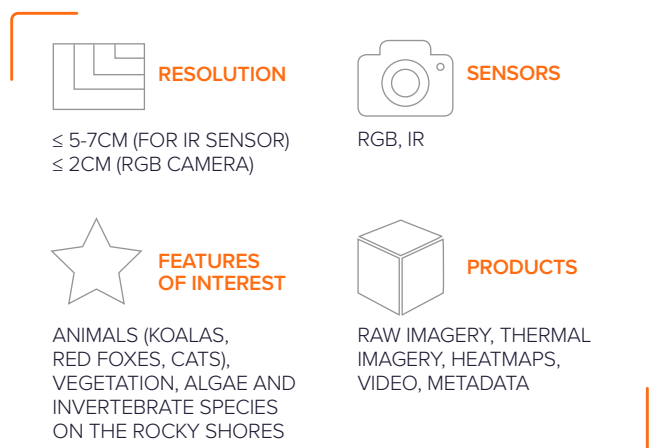 RESOLUTION
≤ 5-7CM (FOR IR SENSOR)
≤ 2CM (RGB CAMERA)
SENSORS
RGB, IR
FEATURES
OF INTEREST
ANIMALS (KOALAS,
RED FOXES, CATS),
VEGETATION, ALGAE AND
INVERTEBRATE SPECIES
ON THE ROCKY SHORES
PRODUCTS
RAW IMAGERY, THERMAL
IMAGERY, HEATMAPS,
VIDEO, METADATA